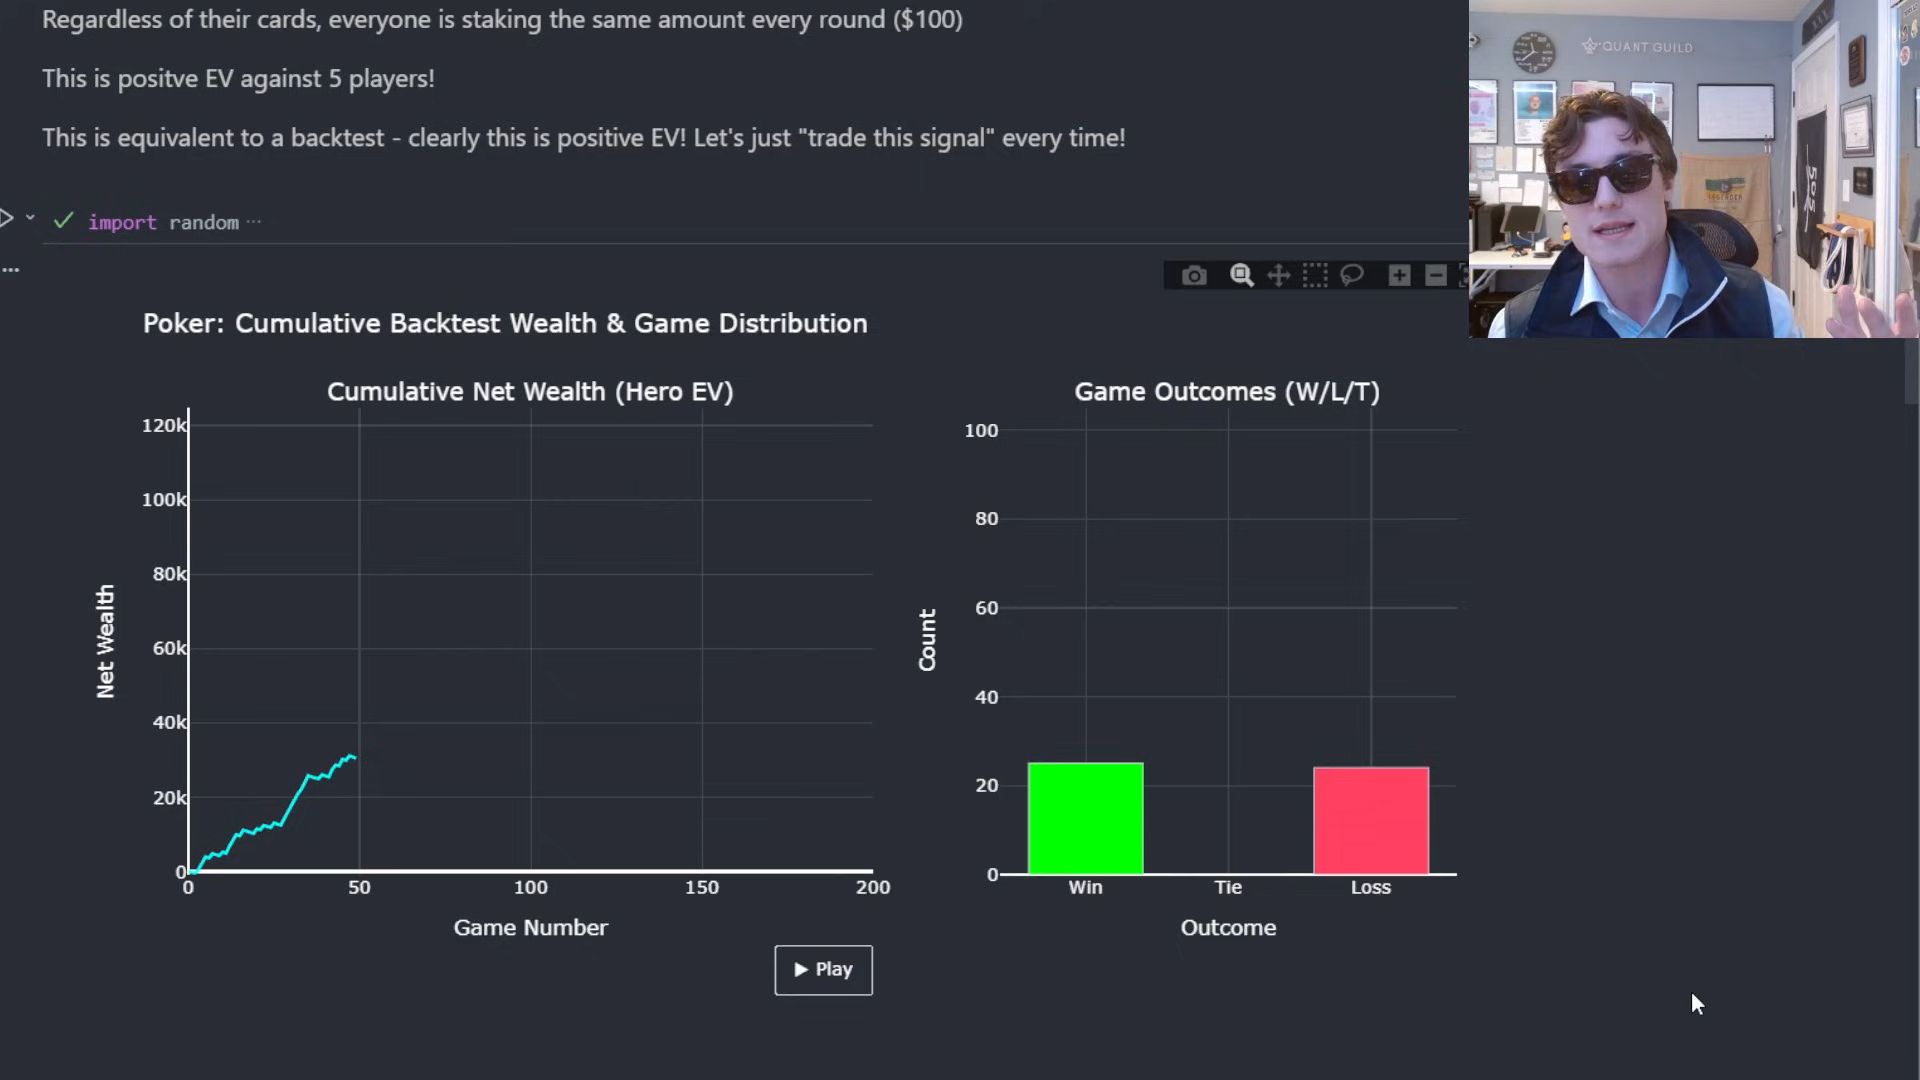 Regardless of their cards, everyone is staking the same amount every round ($100)
This is positve EV against 5 players!
This is equivalent to a backtest - clearly this is positive EV! Let's just "trade this signal" every time!
import random ...
QUANT GUILD
505
Poker: Cumulative Backtest Wealth & Game Distribution
Cumulative Net Wealth (Hero EV)
120k
100k
80k
60k
40k
20k
0
Net Wealth
0 50 100 150 200
Game Number
Game Outcomes (W/L/T)
100
80
60
40
20
0
Count
Win Tie Loss
Outcome
▶ Play